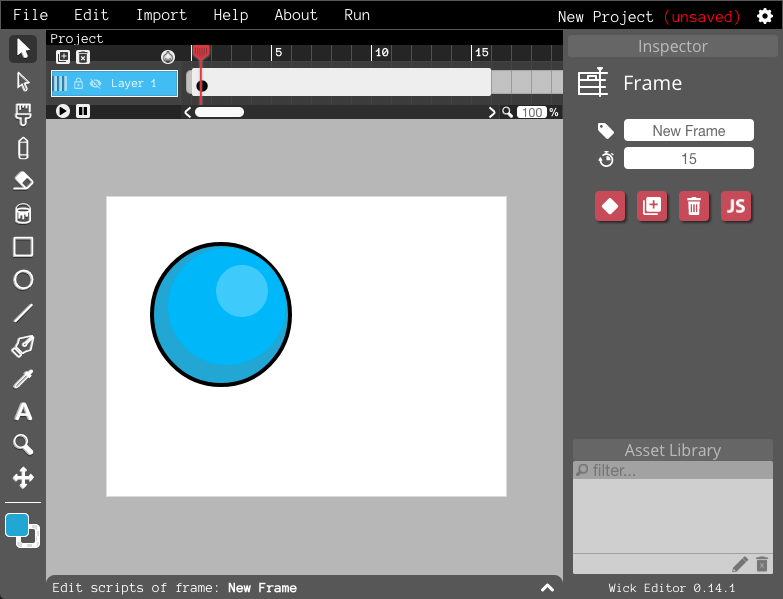 File Edit Import Help About Run New Project (unsaved)
Project
5 10 15
Layer 1
100 %
Inspector
Frame
New Frame
15
JS
A
Asset Library
filter...
Edit scripts of frame: New Frame
Wick Editor 0.14.1